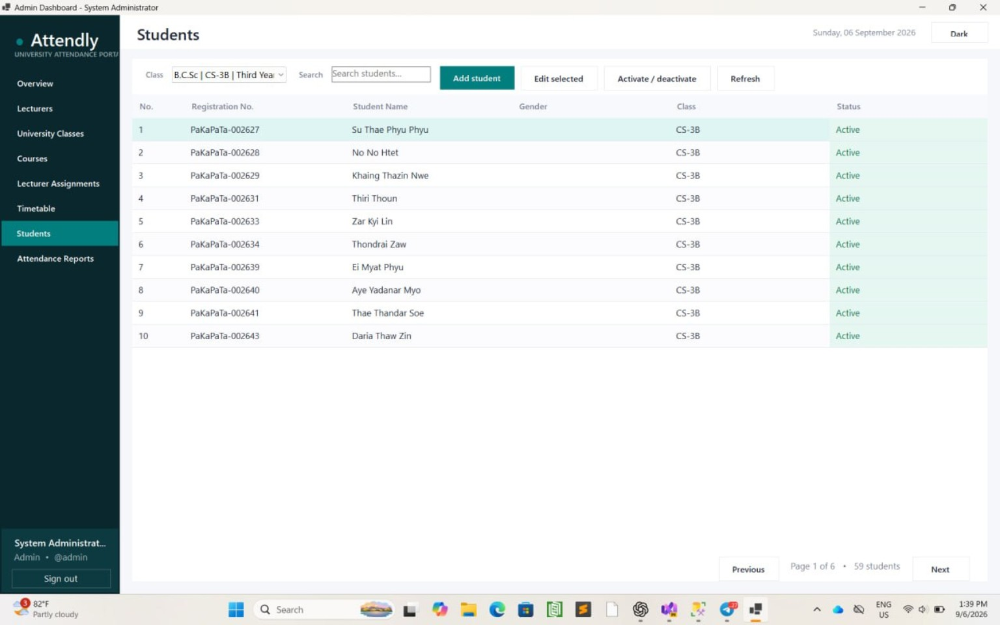 Admin Dashboard - System Administrator
Attendly
UNIVERSITY ATTENDANCE PORTA
Overview
Lecturers
University Classes
Courses
Lecturer Assignments
Timetable
Students
Attendance Reports
System Administrat...
Admin • @admin
Sign out
Students
Sunday, 06 September 2026
Dark
Class B.C.Sc | CS-3B | Third Yea Search Search students... Add student Edit selected Activate / deactivate Refresh
No. Registration No. Student Name Gender Class Status
1 PaKaPaTa-002627 Su Thae Phyu Phyu CS-3B Active
2 PaKaPaTa-002628 No No Htet CS-3B Active
3 PaKaPaTa-002629 Khaing Thazin Nwe CS-3B Active
4 PaKaPaTa-002631 Thiri Thoun CS-3B Active
5 PaKaPaTa-002633 Zar Kyi Lin CS-3B Active
6 PaKaPaTa-002634 Thondrai Zaw CS-3B Active
7 PaKaPaTa-002639 Ei Myat Phyu CS-3B Active
8 PaKaPaTa-002640 Aye Yadanar Myo CS-3B Active
9 PaKaPaTa-002641 Thae Thandar Soe CS-3B Active
10 PaKaPaTa-002643 Daria Thaw Zin CS-3B Active
Previous Page 1 of 6 • 59 students Next
3
82°F
Partly cloudy
Search
27
ENG
US
1:39 PM
9/6/2026